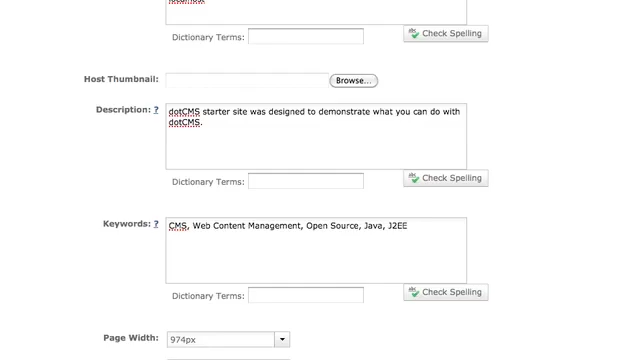 localhost
Dictionary Terms:
Check Spelling
Host Thumbnail:
Browse...
Description: ?
dotCMS starter site was designed to demonstrate what you can do with
dotCMS.
Dictionary Terms:
Check Spelling
Keywords: ?
CMS, Web Content Management, Open Source, Java, J2EE
Dictionary Terms:
Check Spelling
Page Width:
974px